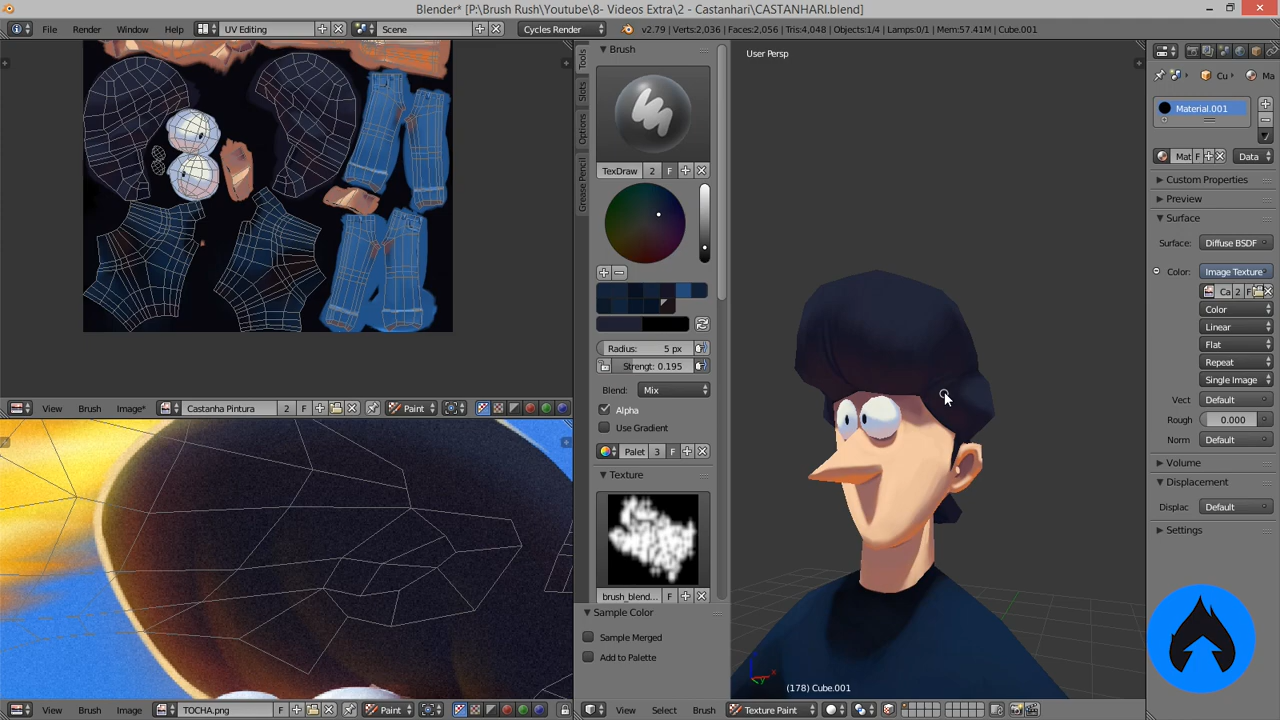 Blender* [P:\Brush Rush\Youtube\8- Videos Extra\2 - Castanhari\CASTANHARI.blend]
File Render Window Help UV Editing Scene Cycles Render v2.79 | Verts:2,036 | Faces:2,056 | Tris:4,048 | Objects:1/4 | Lamps:0/1 | Mem:57.41M | Cube.001
Brush
User Persp
Tools
Slots
Options
Grease Pencil
Cu Ma
Material.001
TexDraw 2 F
Mat F Data
Custom Properties
Preview
Surface
Surface: Diffuse BSDF
Color: Image Texture
Ca 2 F
Color
Linear
Flat
Repeat
Single Image
Vect Default
Rough 0.000
Norm Default
Volume
Displacement
Displac Default
Settings
Radius: 5 px
Strengt: 0.195
Blend: Mix
Alpha
Use Gradient
Palet 3 F
Texture
brush_blend... F
Sample Color
Sample Merged
Add to Palette
View Brush Image* Castanha Pintura 2 F Paint
(178) Cube.001
View Brush Image TOCHA.png F Paint
View Select Brush Texture Paint